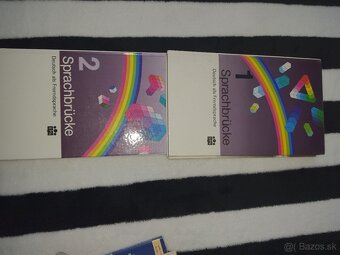 2
Sprachbrücke
Deutsch als Fremdsprache
1
Sprachbrücke
Deutsch als Fremdsprache
Bazos.sk